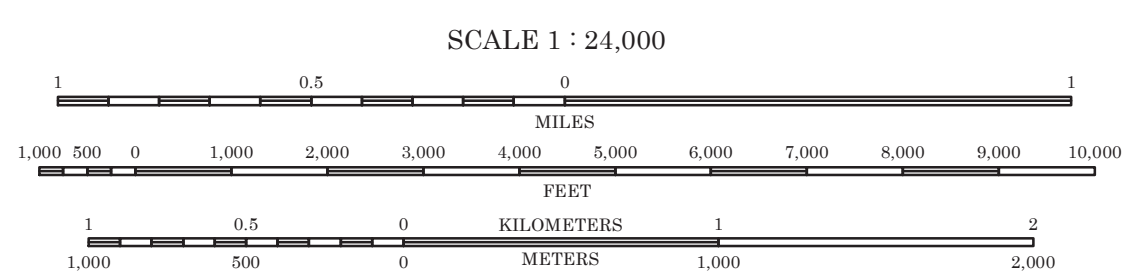 SCALE 1 : 24,000
1 0.5 0 1
MILES
1,000 500 0 1,000 2,000 3,000 4,000 5,000 6,000 7,000 8,000 9,000 10,000
FEET
1 0.5 0 KILOMETERS 1 2
1,000 500 0 METERS 1,000 2,000